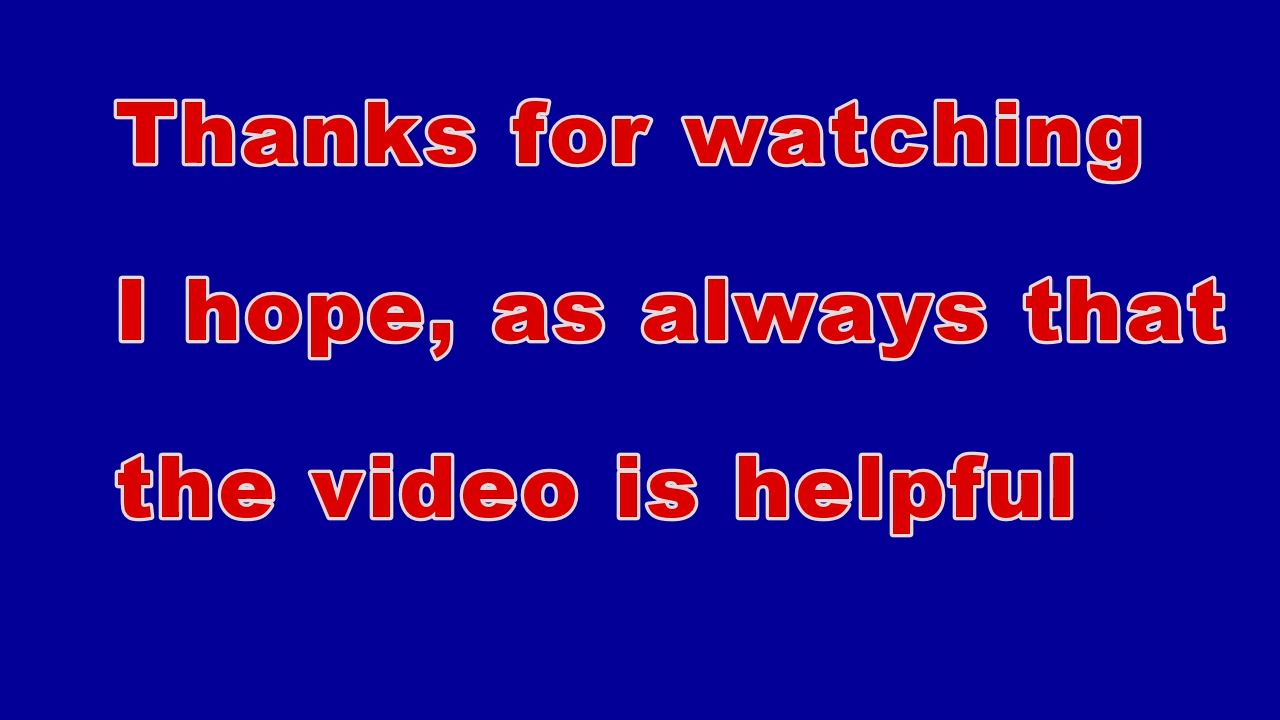 Thanks for watching
I hope, as always that
the video is helpful